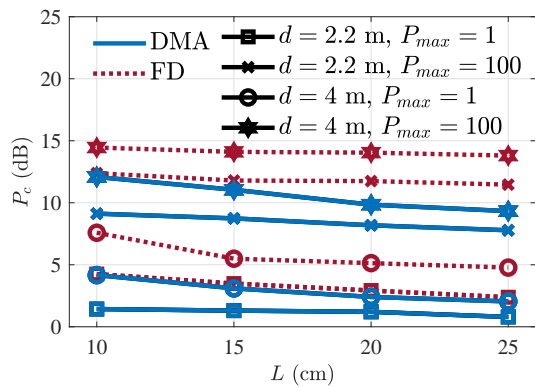 25
20
15
10
5
0
P_c (dB)
DMA
FD
d = 2.2 m, P_max = 1
d = 2.2 m, P_max = 100
d = 4 m, P_max = 1
d = 4 m, P_max = 100
10 15 20 25
L (cm)